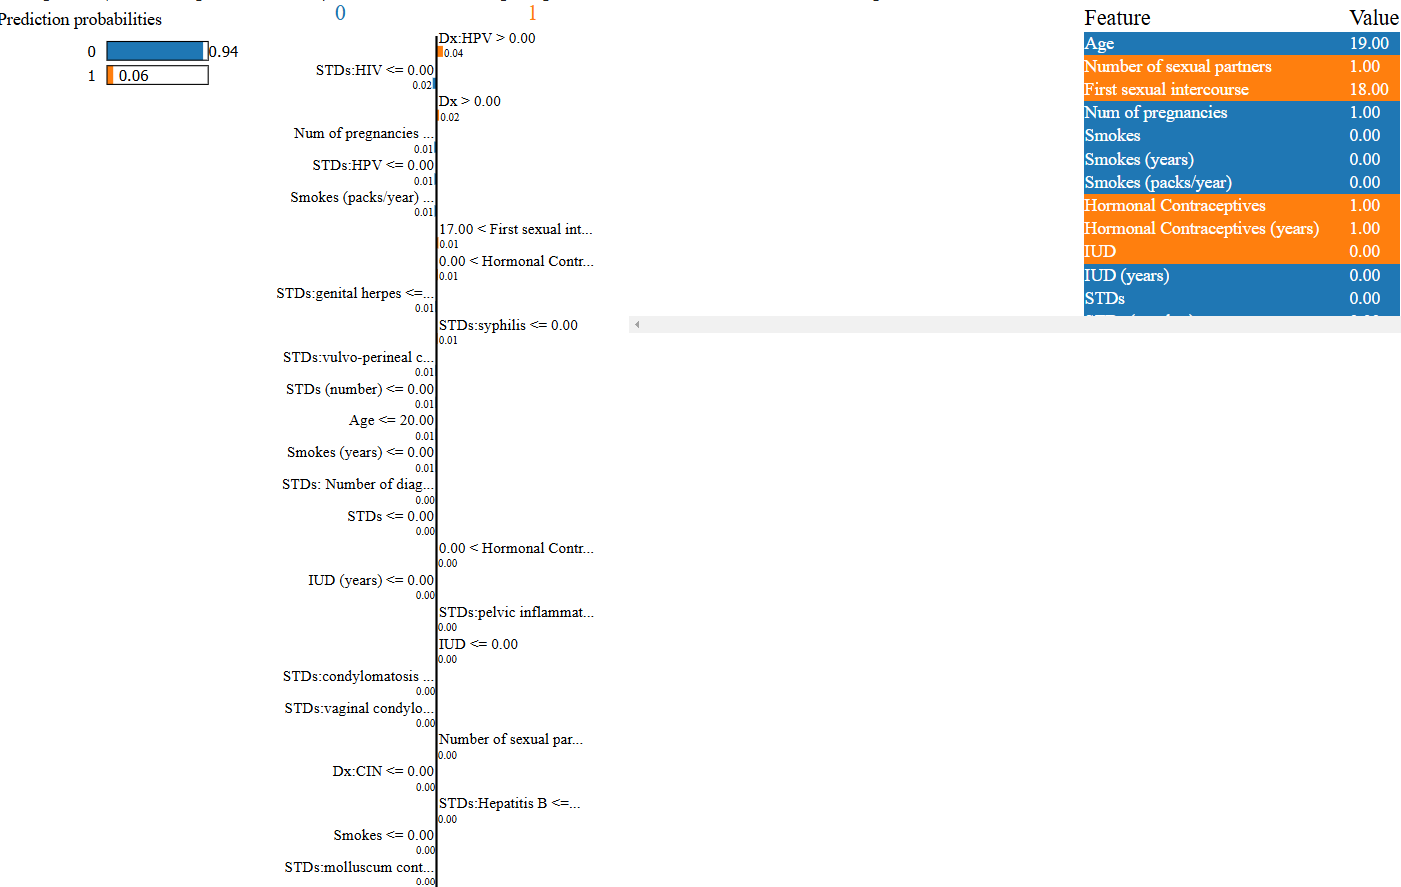 Prediction probabilities
0 0.94
1 0.06
0 1
Dx:HPV > 0.00
0.04
STDs:HIV <= 0.00
0.02
Dx > 0.00
0.02
Num of pregnancies ...
0.01
STDs:HPV <= 0.00
0.01
Smokes (packs/year) ...
0.01
17.00 < First sexual int...
0.01
0.00 < Hormonal Contr...
0.01
STDs:genital herpes <=...
0.01
STDs:syphilis <= 0.00
0.01
STDs:vulvo-perineal c...
0.01
STDs (number) <= 0.00
0.01
Age <= 20.00
0.01
Smokes (years) <= 0.00
0.01
STDs: Number of diag...
0.00
STDs <= 0.00
0.00
0.00 < Hormonal Contr...
0.00
IUD (years) <= 0.00
0.00
STDs:pelvic inflammat...
0.00
IUD <= 0.00
0.00
STDs:condylomatosis ...
0.00
STDs:vaginal condylo...
0.00
Number of sexual par...
0.00
Dx:CIN <= 0.00
0.00
STDs:Hepatitis B <=...
0.00
Smokes <= 0.00
0.00
STDs:molluscum cont...
0.00
Feature Value
Age 19.00
Number of sexual partners 1.00
First sexual intercourse 18.00
Num of pregnancies 1.00
Smokes 0.00
Smokes (years) 0.00
Smokes (packs/year) 0.00
Hormonal Contraceptives 1.00
Hormonal Contraceptives (years) 1.00
IUD 0.00
IUD (years) 0.00
STDs 0.00